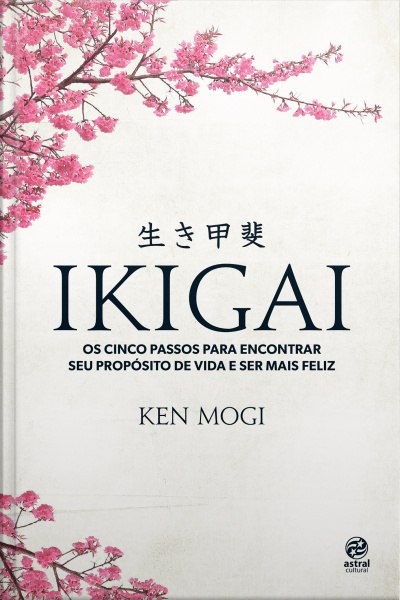 生き甲斐
IKIGAI
OS CINCO PASSOS PARA ENCONTRAR
SEU PROPÓSITO DE VIDA E SER MAIS FELIZ
KEN MOGI
astral
cultural